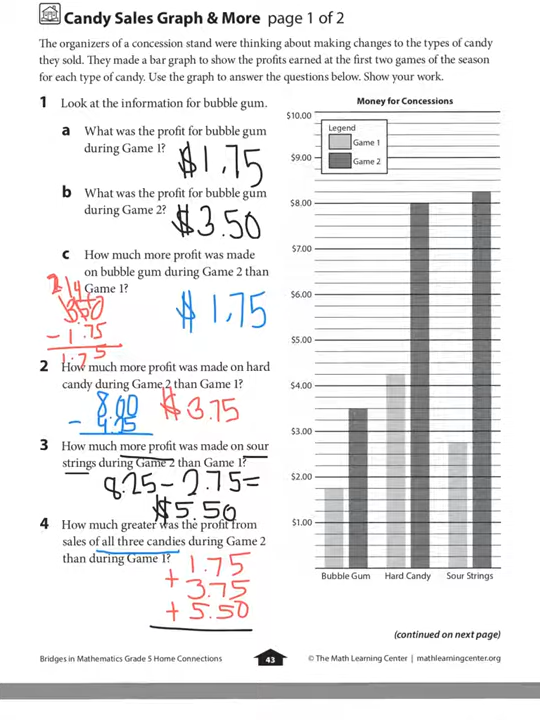 Candy Sales Graph & More page 1 of 2
The organizers of a concession stand were thinking about making changes to the types of candy
they sold. They made a bar graph to show the profits earned at the first two games of the season
for each type of candy. Use the graph to answer the questions below. Show your work.
1 Look at the information for bubble gum.
a What was the profit for bubble gum
during Game 1?
$1.75
b What was the profit for bubble gum
during Game 2?
$3.50
c How much more profit was made
on bubble gum during Game 2 than
Game 1?
2 14
3.50
- 1.75
1.75
$1.75
2 How much more profit was made on hard
candy during Game 2 than Game 1?
8.00
$3.75
3 How much more profit was made on sour
strings during Game 2 than Game 1?
8.25 - 2.75 =
$5.50
4 How much greater was the profit from
sales of all three candies during Game 2
than during Game 1?
1.75
+ 3.75
+ 5.50
Money for Concessions
Legend
Game 1
Game 2
$10.00
$9.00
$8.00
$7.00
$6.00
$5.00
$4.00
$3.00
$2.00
$1.00
Bubble Gum Hard Candy Sour Strings
(continued on next page)
Bridges in Mathematics Grade 5 Home Connections 43 © The Math Learning Center | mathlearningcenter.org